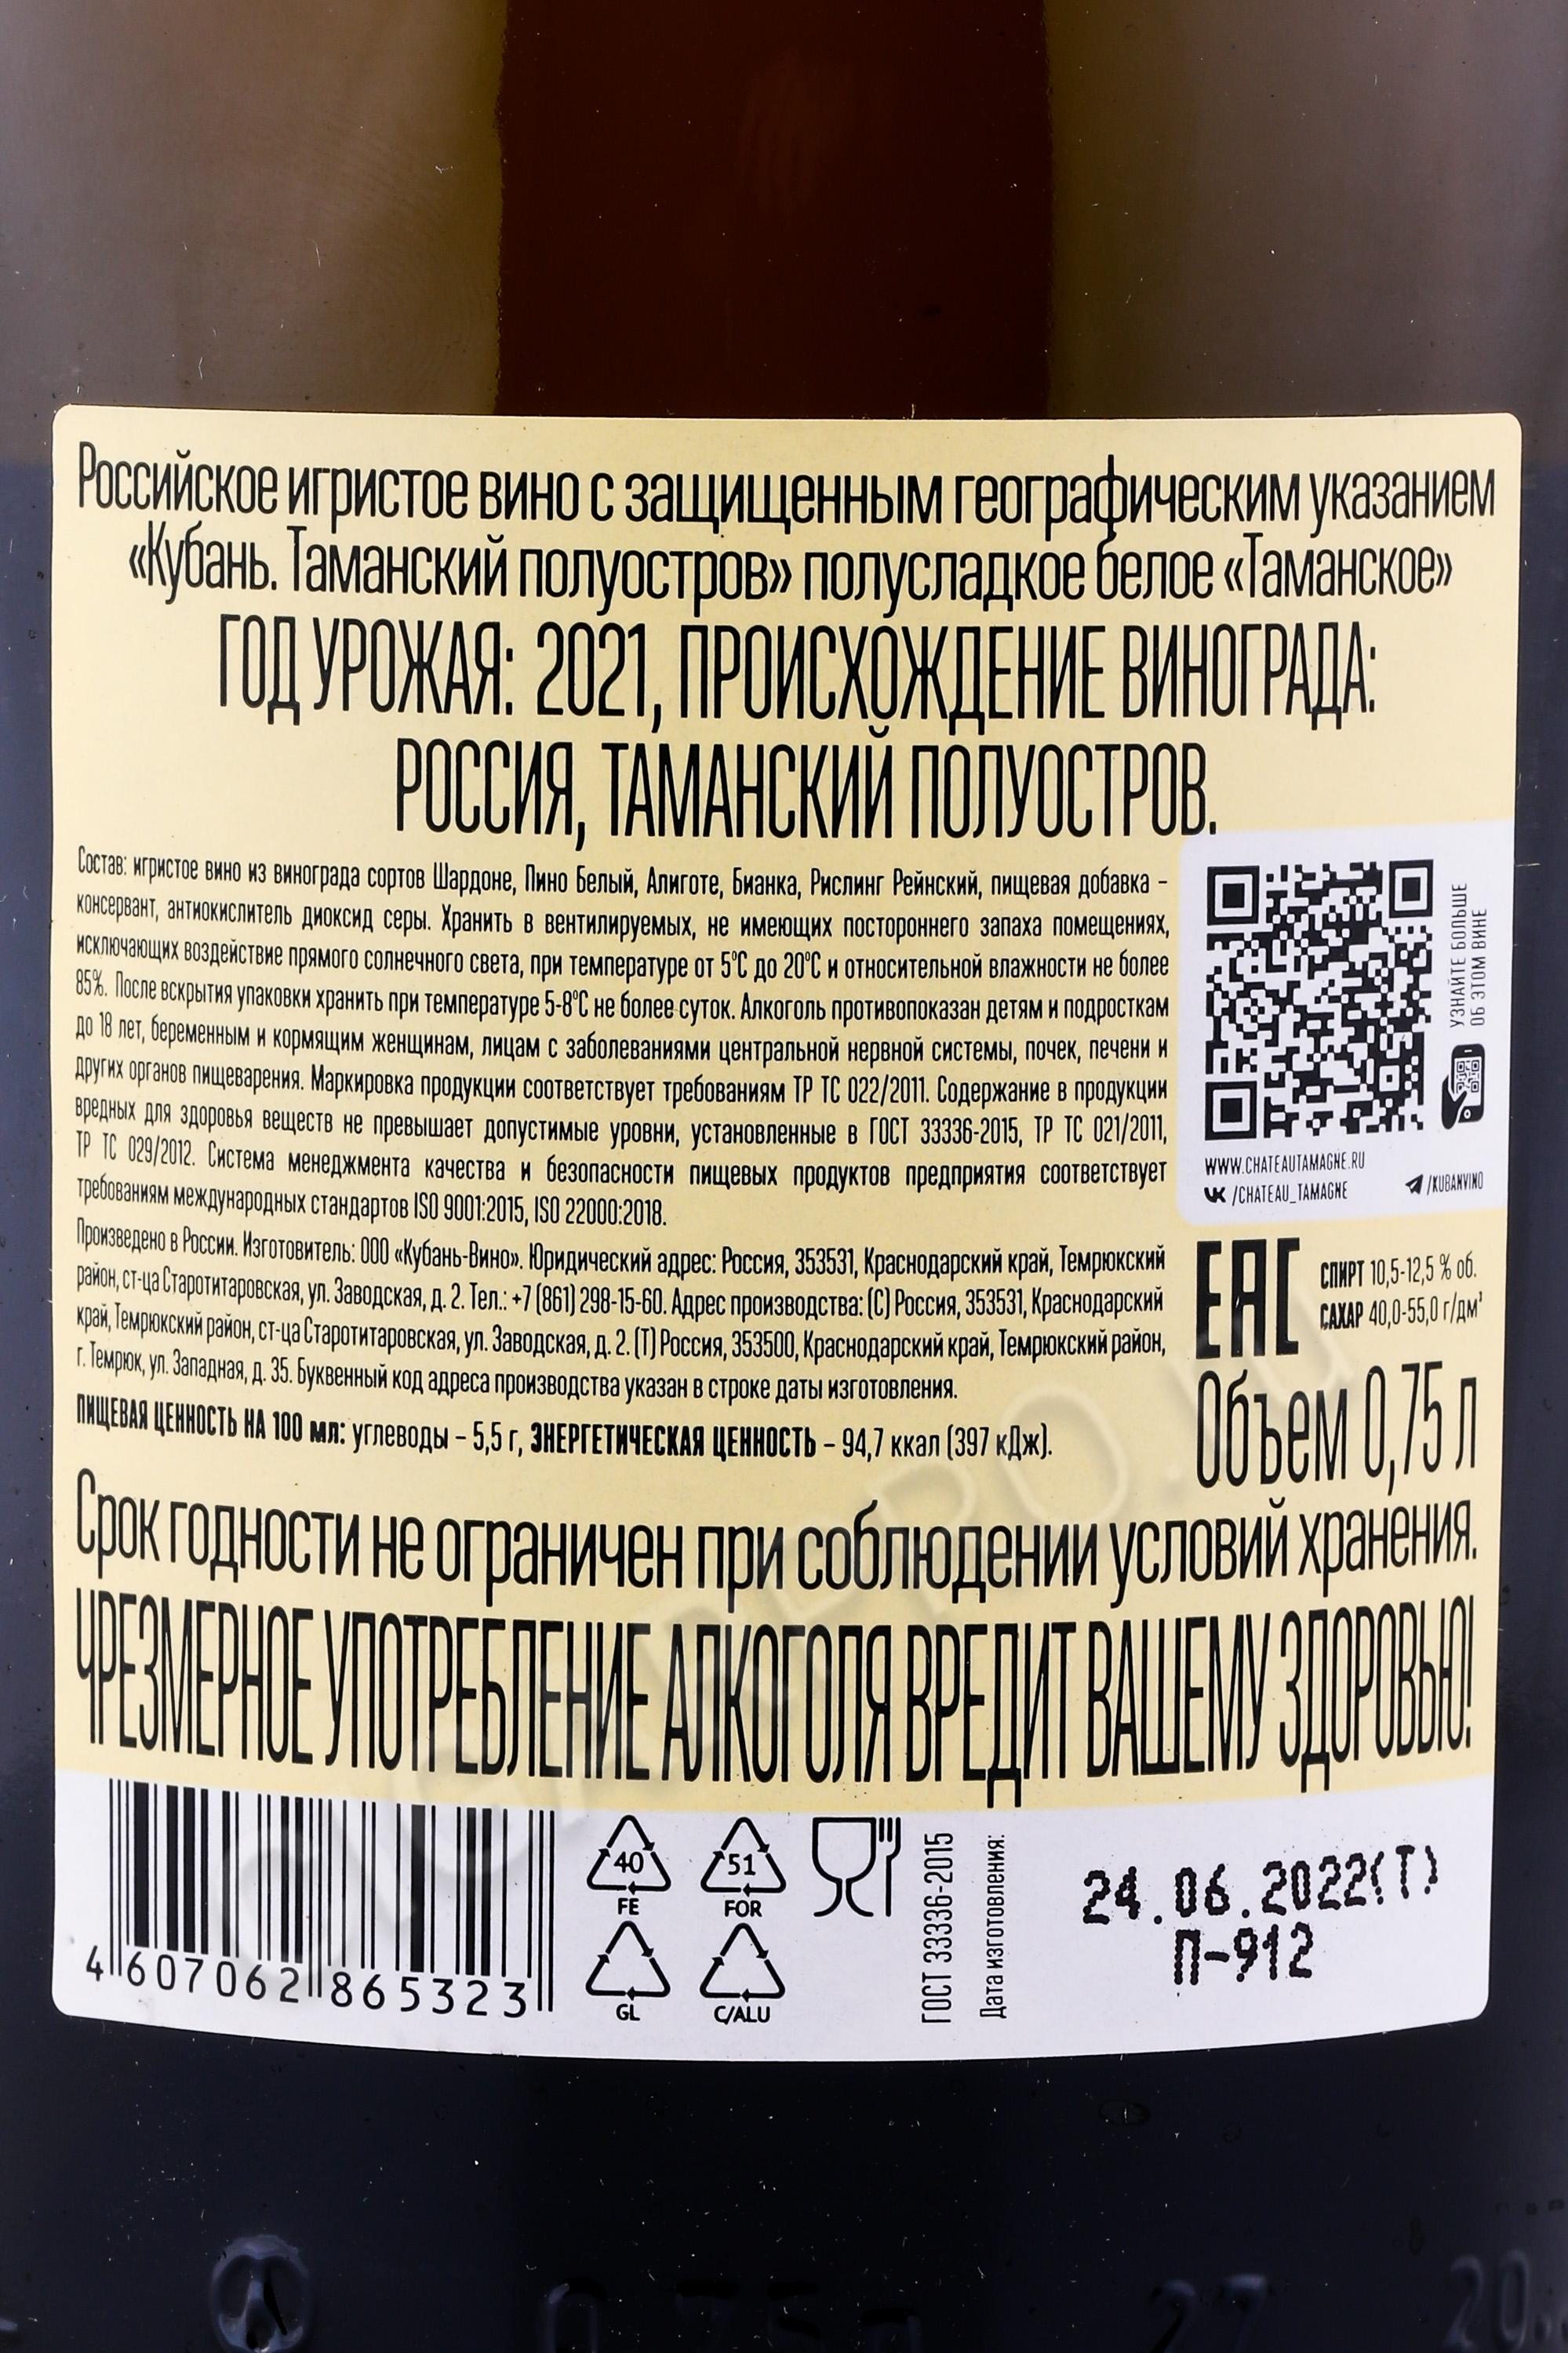 Российское игристое вино с защищенным географическим указанием
«Кубань. Таманский полуостров» полусладкое белое «Таманское»
ГОД УРОЖАЯ: 2021, ПРОИСХОЖДЕНИЕ ВИНОГРАДА:
РОССИЯ, ТАМАНСКИЙ ПОЛУОСТРОВ.
Состав: игристое вино из винограда сортов Шардоне, Пино Белый, Алиготе, Бианка, Рислинг Рейнский, пищевая добавка –
консервант, антиокислитель диоксид серы. Хранить в вентилируемых, не имеющих постороннего запаха помещениях,
исключающих воздействие прямого солнечного света, при температуре от 5°С до 20°С и относительной влажности не более
85%. После вскрытия упаковки хранить при температуре 5-8°С не более суток. Алкоголь противопоказан детям и подросткам
до 18 лет, беременным и кормящим женщинам, лицам с заболеваниями центральной нервной системы, почек, печени и
других органов пищеварения. Маркировка продукции соответствует требованиям ТР ТС 022/2011. Содержание в продукции
вредных для здоровья веществ не превышает допустимые уровни, установленные в ГОСТ 33336-2015, ТР ТС 021/2011,
ТР ТС 029/2012. Система менеджмента качества и безопасности пищевых продуктов предприятия соответствует
требованиям международных стандартов ISO 9001:2015, ISO 22000:2018.
Произведено в России. Изготовитель: ООО «Кубань-Вино». Юридический адрес: Россия, 353531, Краснодарский край, Темрюкский
район, ст-ца Старотитаровская, ул. Заводская, д. 2. Тел.: +7 (861) 298-15-60. Адрес производства: (С) Россия, 353531, Краснодарский
край, Темрюкский район, ст-ца Старотитаровская, ул. Заводская, д. 2. (Т) Россия, 353500, Краснодарский край, Темрюкский район,
г. Темрюк, ул. Западная, д. 35. Буквенный код адреса производства указан в строке даты изготовления.
ПИЩЕВАЯ ЦЕННОСТЬ НА 100 мл: углеводы – 5,5 г, ЭНЕРГЕТИЧЕСКАЯ ЦЕННОСТЬ – 94,7 ккал (397 кДж).
УЗНАЙТЕ БОЛЬШЕ
ОБ ЭТОМ ВИНЕ
WWW.CHATEAUTAMAGNE.RU
/CHATEAU_TAMAGNE
/KUBANVINO
EAC
СПИРТ 10,5-12,5 % об.
САХАР 40,0-55,0 г/дм³
Объем 0,75 л
Срок годности не ограничен при соблюдении условий хранения.
ЧРЕЗМЕРНОЕ УПОТРЕБЛЕНИЕ АЛКОГОЛЯ ВРЕДИТ ВАШЕМУ ЗДОРОВЬЮ!
4 607062 865323
40
FE
51
FOR
GL
C/ALU
ГОСТ 33336-2015
Дата изготовления:
24.06.2022(Т)
П-912